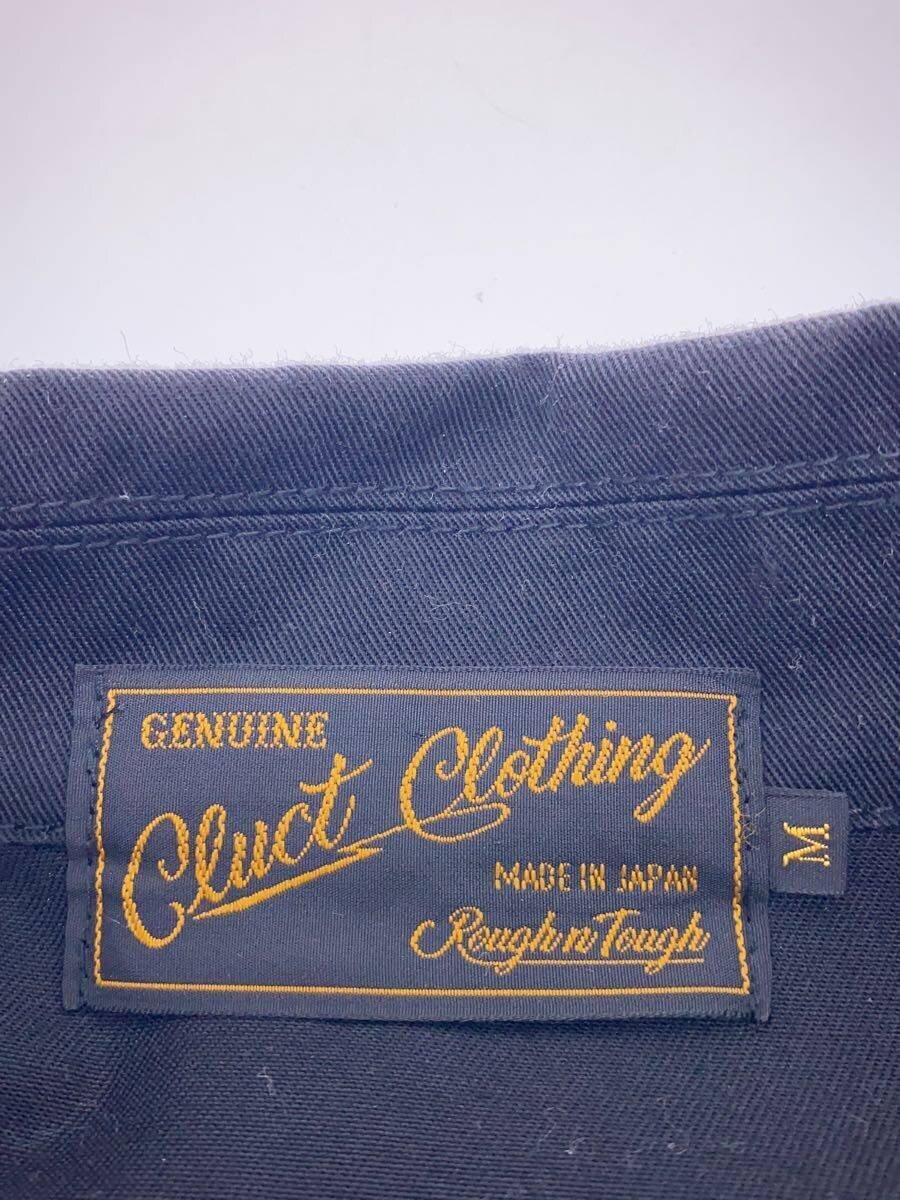 GENUINE
Cluct Clothing
MADE IN JAPAN
Rough n' Tough
M